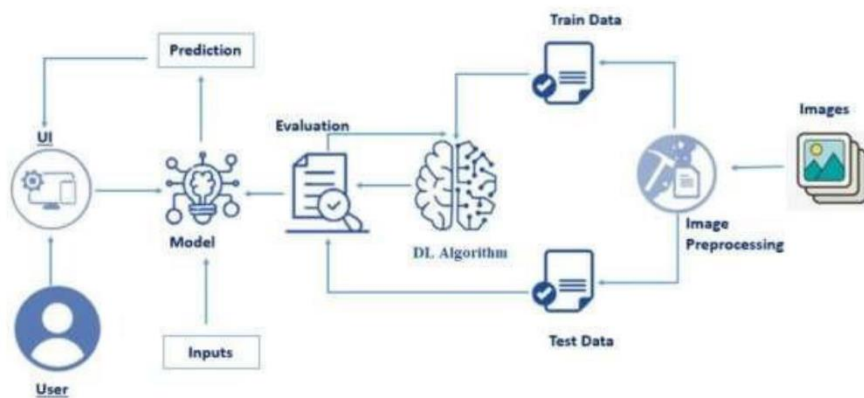 Train Data
Prediction
Images
Evaluation
UI
Model
DL Algorithm
Image
Preprocessing
Inputs
Test Data
User